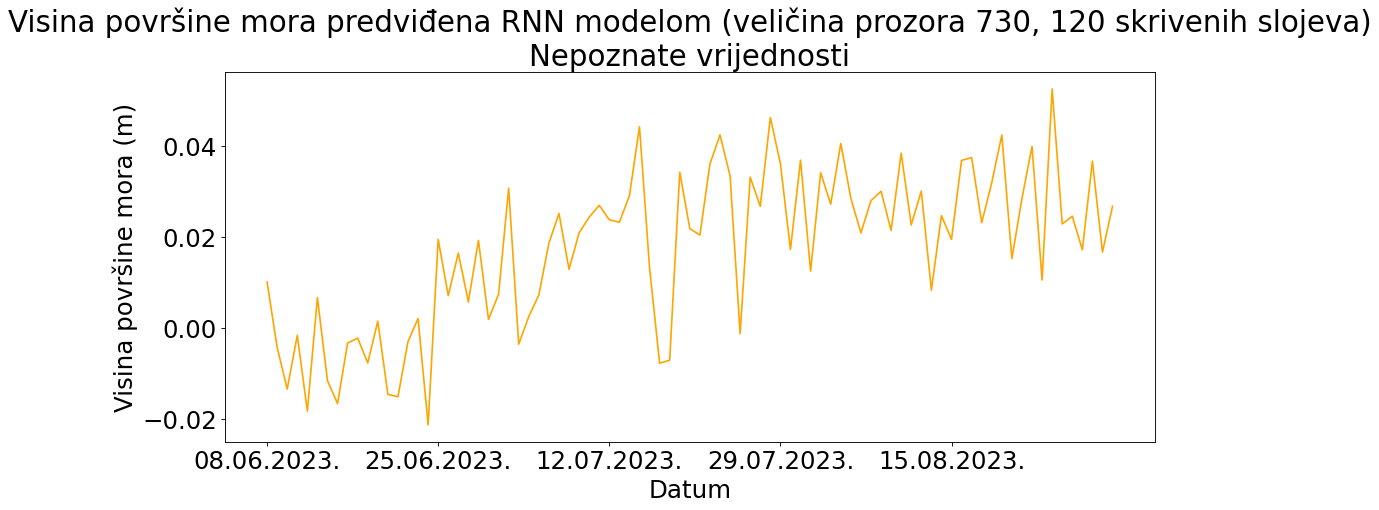 Visina površine mora predviđena RNN modelom (veličina prozora 730, 120 skrivenih slojeva)
Nepoznate vrijednosti
Visina površine mora (m)
0.04
0.02
0.00
−0.02
08.06.2023. 25.06.2023. 12.07.2023. 29.07.2023. 15.08.2023.
Datum